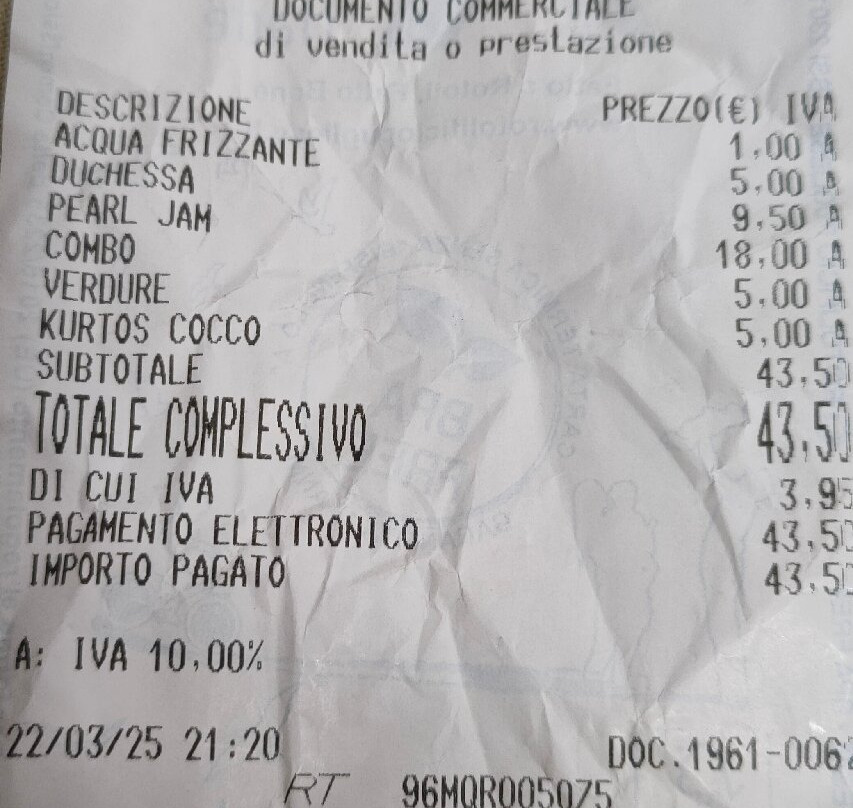 DOCUMENTO COMMERCIALE
di vendita o prestazione
DESCRIZIONE PREZZO(€) IVA
ACQUA FRIZZANTE 1,00 A
DUCHESSA 5,00 A
PEARL JAM 9,50 A
COMBO 18,00 A
VERDURE 5,00 A
KURTOS COCCO 5,00 A
SUBTOTALE 43,50
TOTALE COMPLESSIVO 43,50
DI CUI IVA 3,95
PAGAMENTO ELETTRONICO 43,50
IMPORTO PAGATO 43,50
A: IVA 10,00%
22/03/25 21:20 DOC.1961-0062
RT 96MQR005075